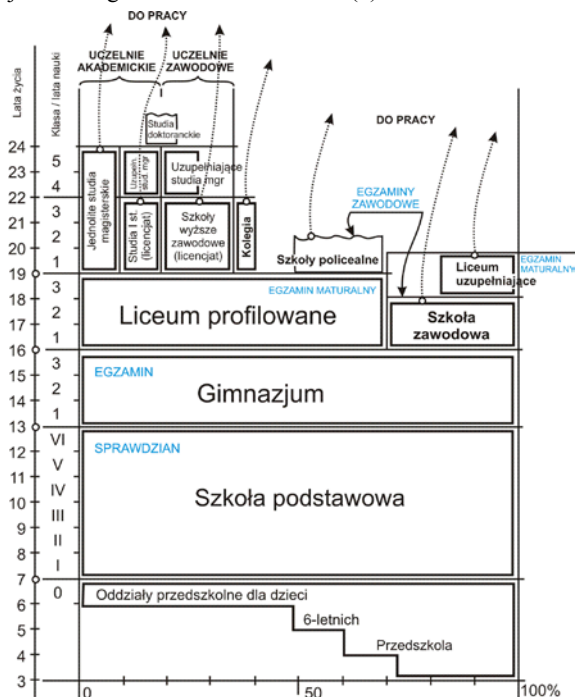 DO PRACY
UCZELNIE
AKADEMICKIE
UCZELNIE
ZAWODOWE
Lata życia
Klasa / lata nauki
Studia
doktoranckie
DO PRACY
24
23
22
21
20
19
18
17
16
15
14
13
12
11
10
9
8
7
6
5
4
3
5
4
3
2
1
3
2
1
3
2
1
VI
V
IV
III
II
I
0
Jednolite studia
magisterskie
Uzupełn.
stud. mgr
Uzupełniające
studia mgr
Studia I st.
(licencjat)
Szkoły
wyższe
zawodowe
(licencjat)
Kolegia
EGZAMINY
ZAWODOWE
Szkoły policealne
Liceum
uzupełniające
EGZAMIN
MATURALNY
EGZAMIN MATURALNY
Liceum profilowane
Szkoła
zawodowa
EGZAMIN
Gimnazjum
SPRAWDZIAN
Szkoła podstawowa
Oddziały przedszkolne dla dzieci
6-letnich
Przedszkola
0
50
100%